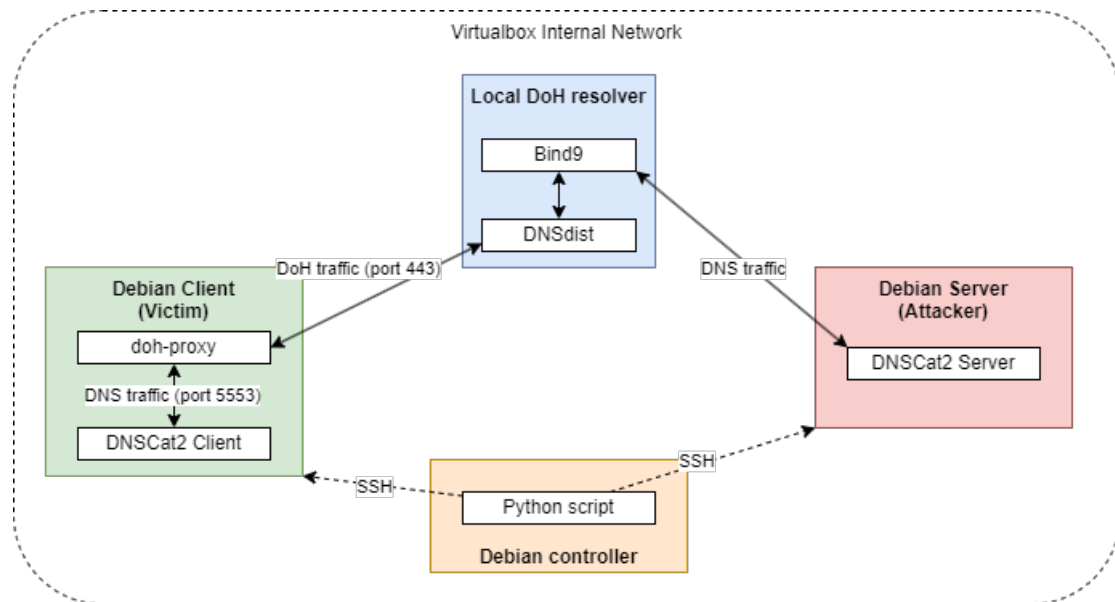 Virtualbox Internal Network
Local DoH resolver
Bind9
DNSdist
DoH traffic (port 443)
DNS traffic
Debian Client
(Victim)
doh-proxy
DNS traffic (port 5553)
DNSCat2 Client
Debian Server
(Attacker)
DNSCat2 Server
SSH
SSH
Python script
Debian controller